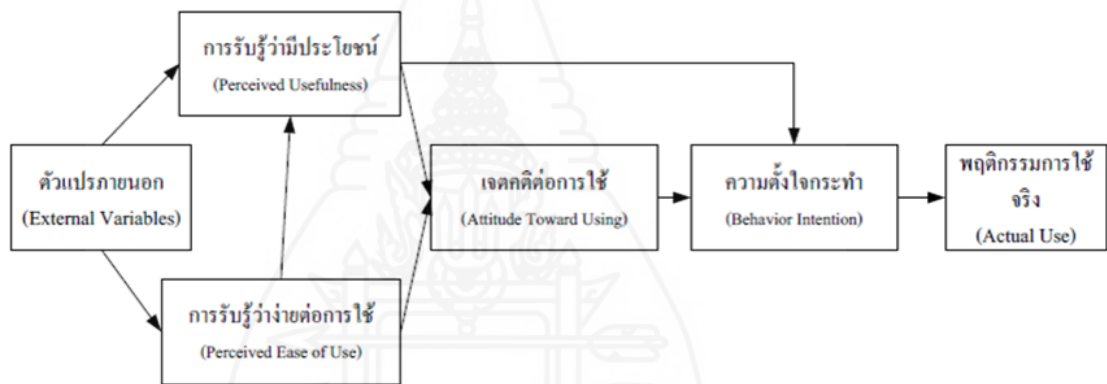 การรับรู้ว่ามีประโยชน์
(Perceived Usefulness)
ตัวแปรภายนอก
(External Variables)
เจตคติต่อการใช้
(Attitude Toward Using)
ความตั้งใจกระทำ
(Behavior Intention)
พฤติกรรมการใช้
จริง
(Actual Use)
การรับรู้ว่าง่ายต่อการใช้
(Perceived Ease of Use)